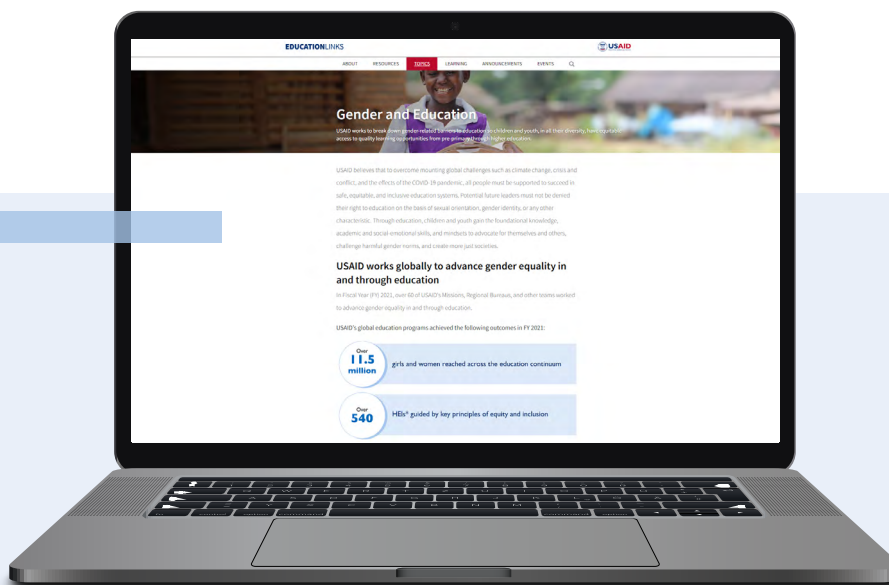 EDUCATIONLINKS
USAID
ABOUT RESOURCES TOPICS LEARNING ANNOUNCEMENTS EVENTS
Gender and Education
USAID works to break down gender-related barriers to education so children and youth, in all their diversity, have equitable
access to quality learning opportunities from pre-primary through higher education.
USAID believes that to overcome mounting global challenges such as climate change, crisis and
conflict, and the effects of the COVID-19 pandemic, all people must be supported to succeed in
safe, equitable, and inclusive education systems. Potential future leaders must not be denied
their right to education on the basis of sexual orientation, gender identity, or any other
characteristic. Through education, children and youth gain the foundational knowledge,
academic and social-emotional skills, and mindsets to advocate for themselves and others,
challenge harmful gender norms, and create more just societies.
USAID works globally to advance gender equality in
and through education
In Fiscal Year (FY) 2021, over 60 of USAID's Missions, Regional Bureaus, and other teams worked
to advance gender equality in and through education.
USAID's global education programs achieved the following outcomes in FY 2021:
Over
11.5
million
girls and women reached across the education continuum
Over
540
HEIs* guided by key principles of equity and inclusion